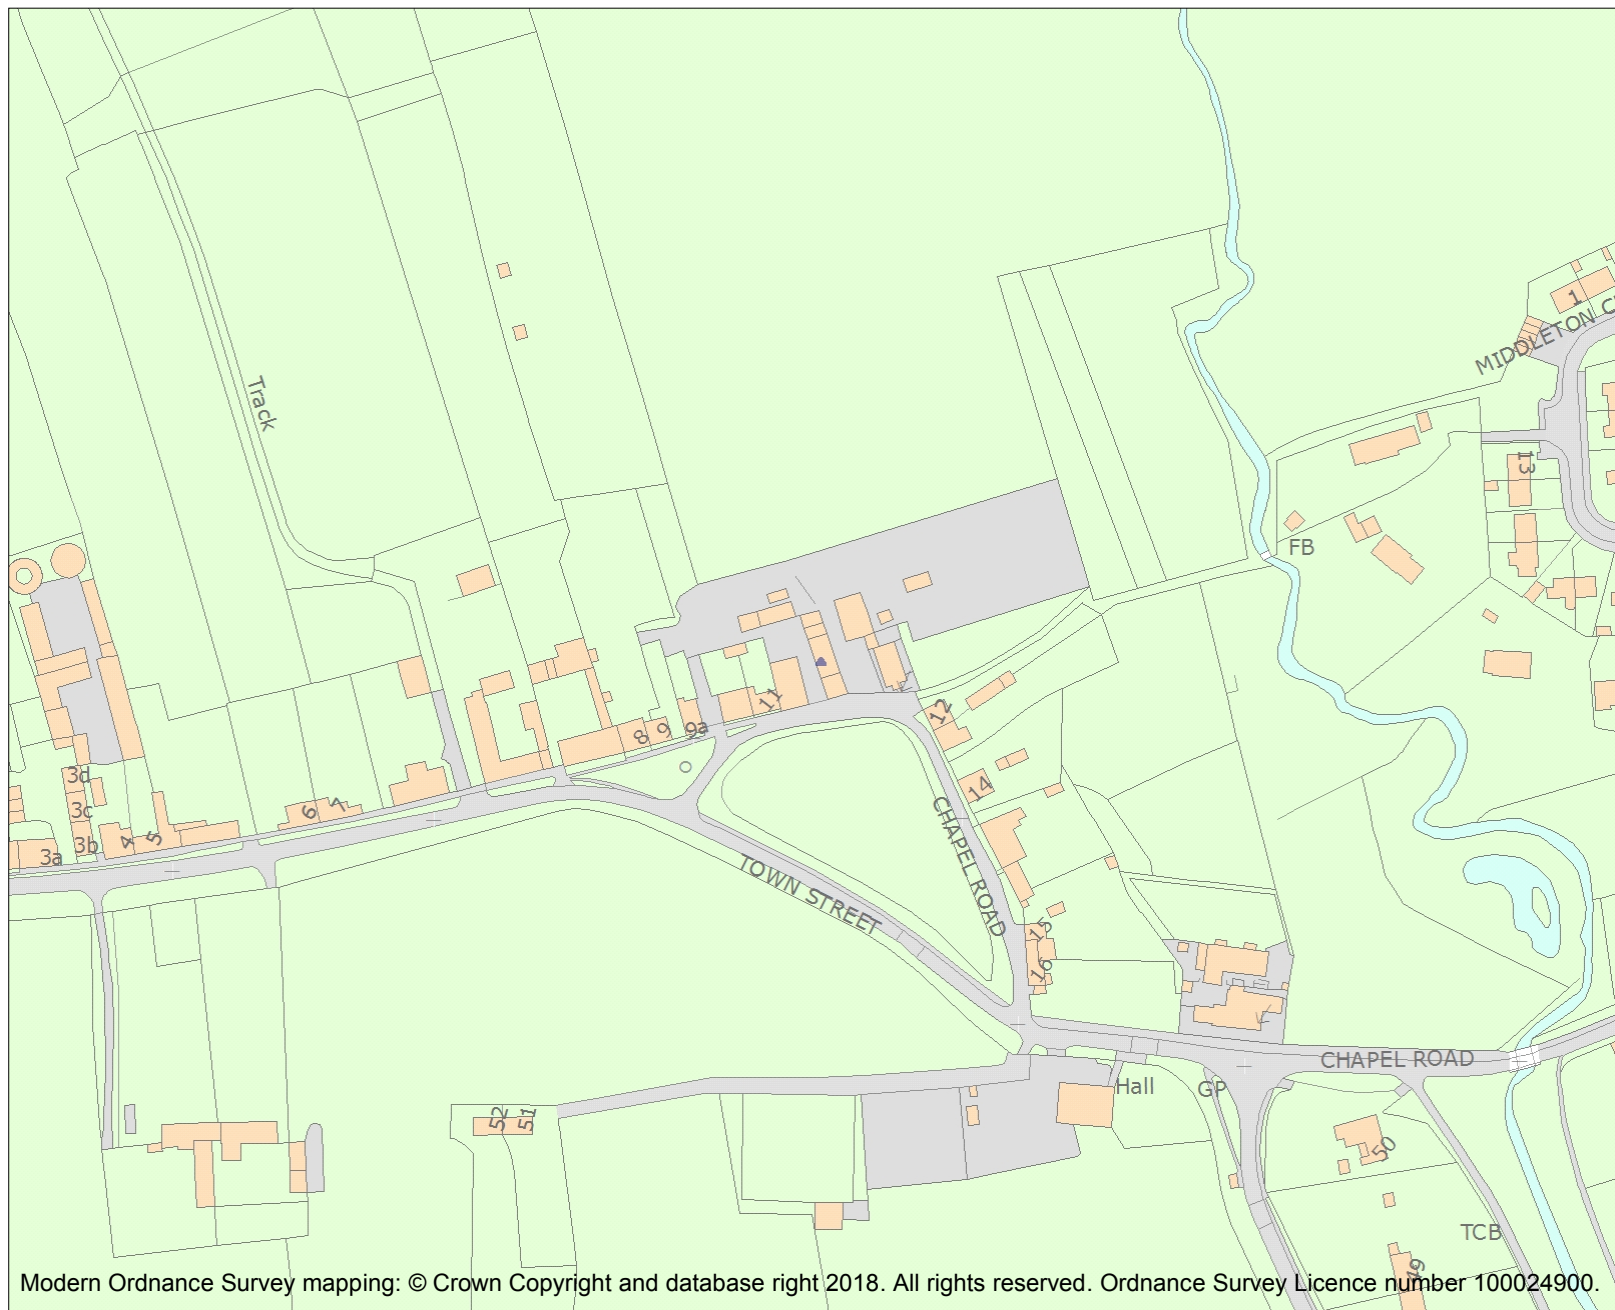 1
MIDDLETON C
Track
13
FB
12
11
9a
9
8
14
3d
3c
3b
3a
4
5
6
7
CHAPEL ROAD
TOWN STREET
15
16
CHAPEL ROAD
Hall
GP
52
51
50
TCB
49
Modern Ordnance Survey mapping: © Crown Copyright and database right 2018. All rights reserved. Ordnance Survey Licence number 100024900.